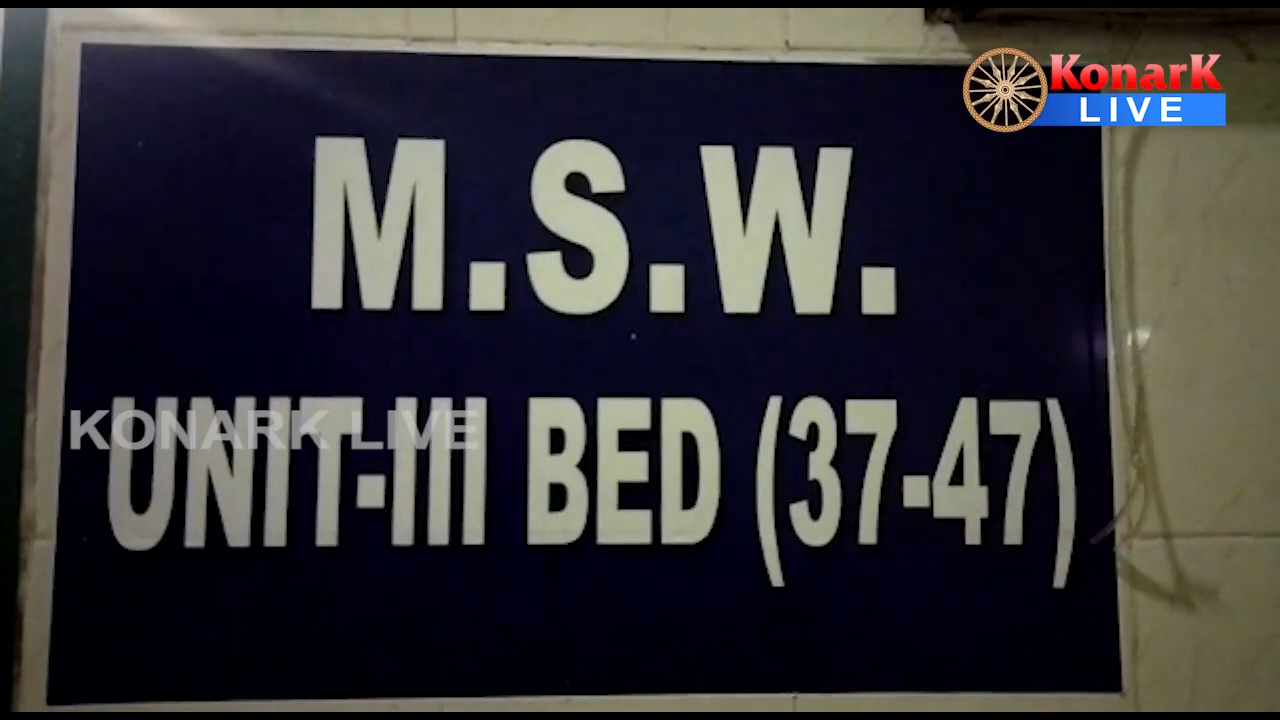 KonarK
LIVE
M.S.W.
KONARK LIVE
UNIT-III BED (37-47)